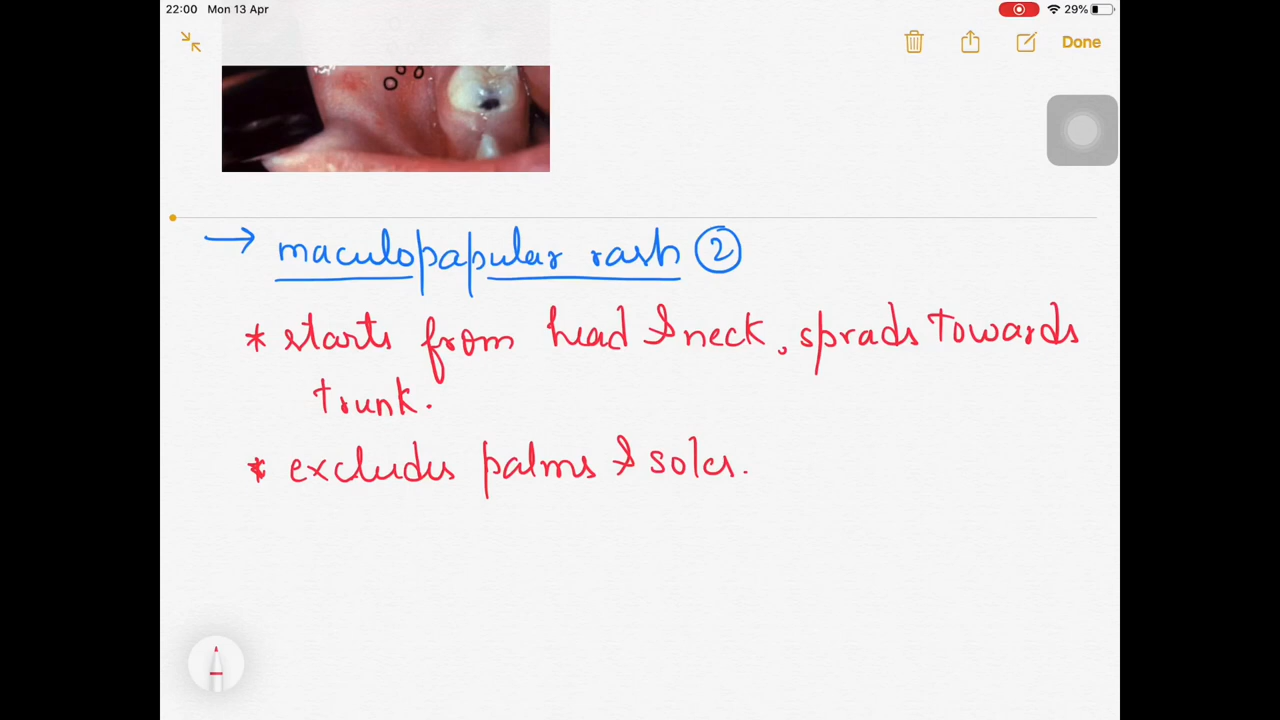 22:00 Mon 13 Apr 29%
Done
→ maculopapular rash ②
* starts from head & neck, sprads towards
trunk.
* excludes palms & soles.